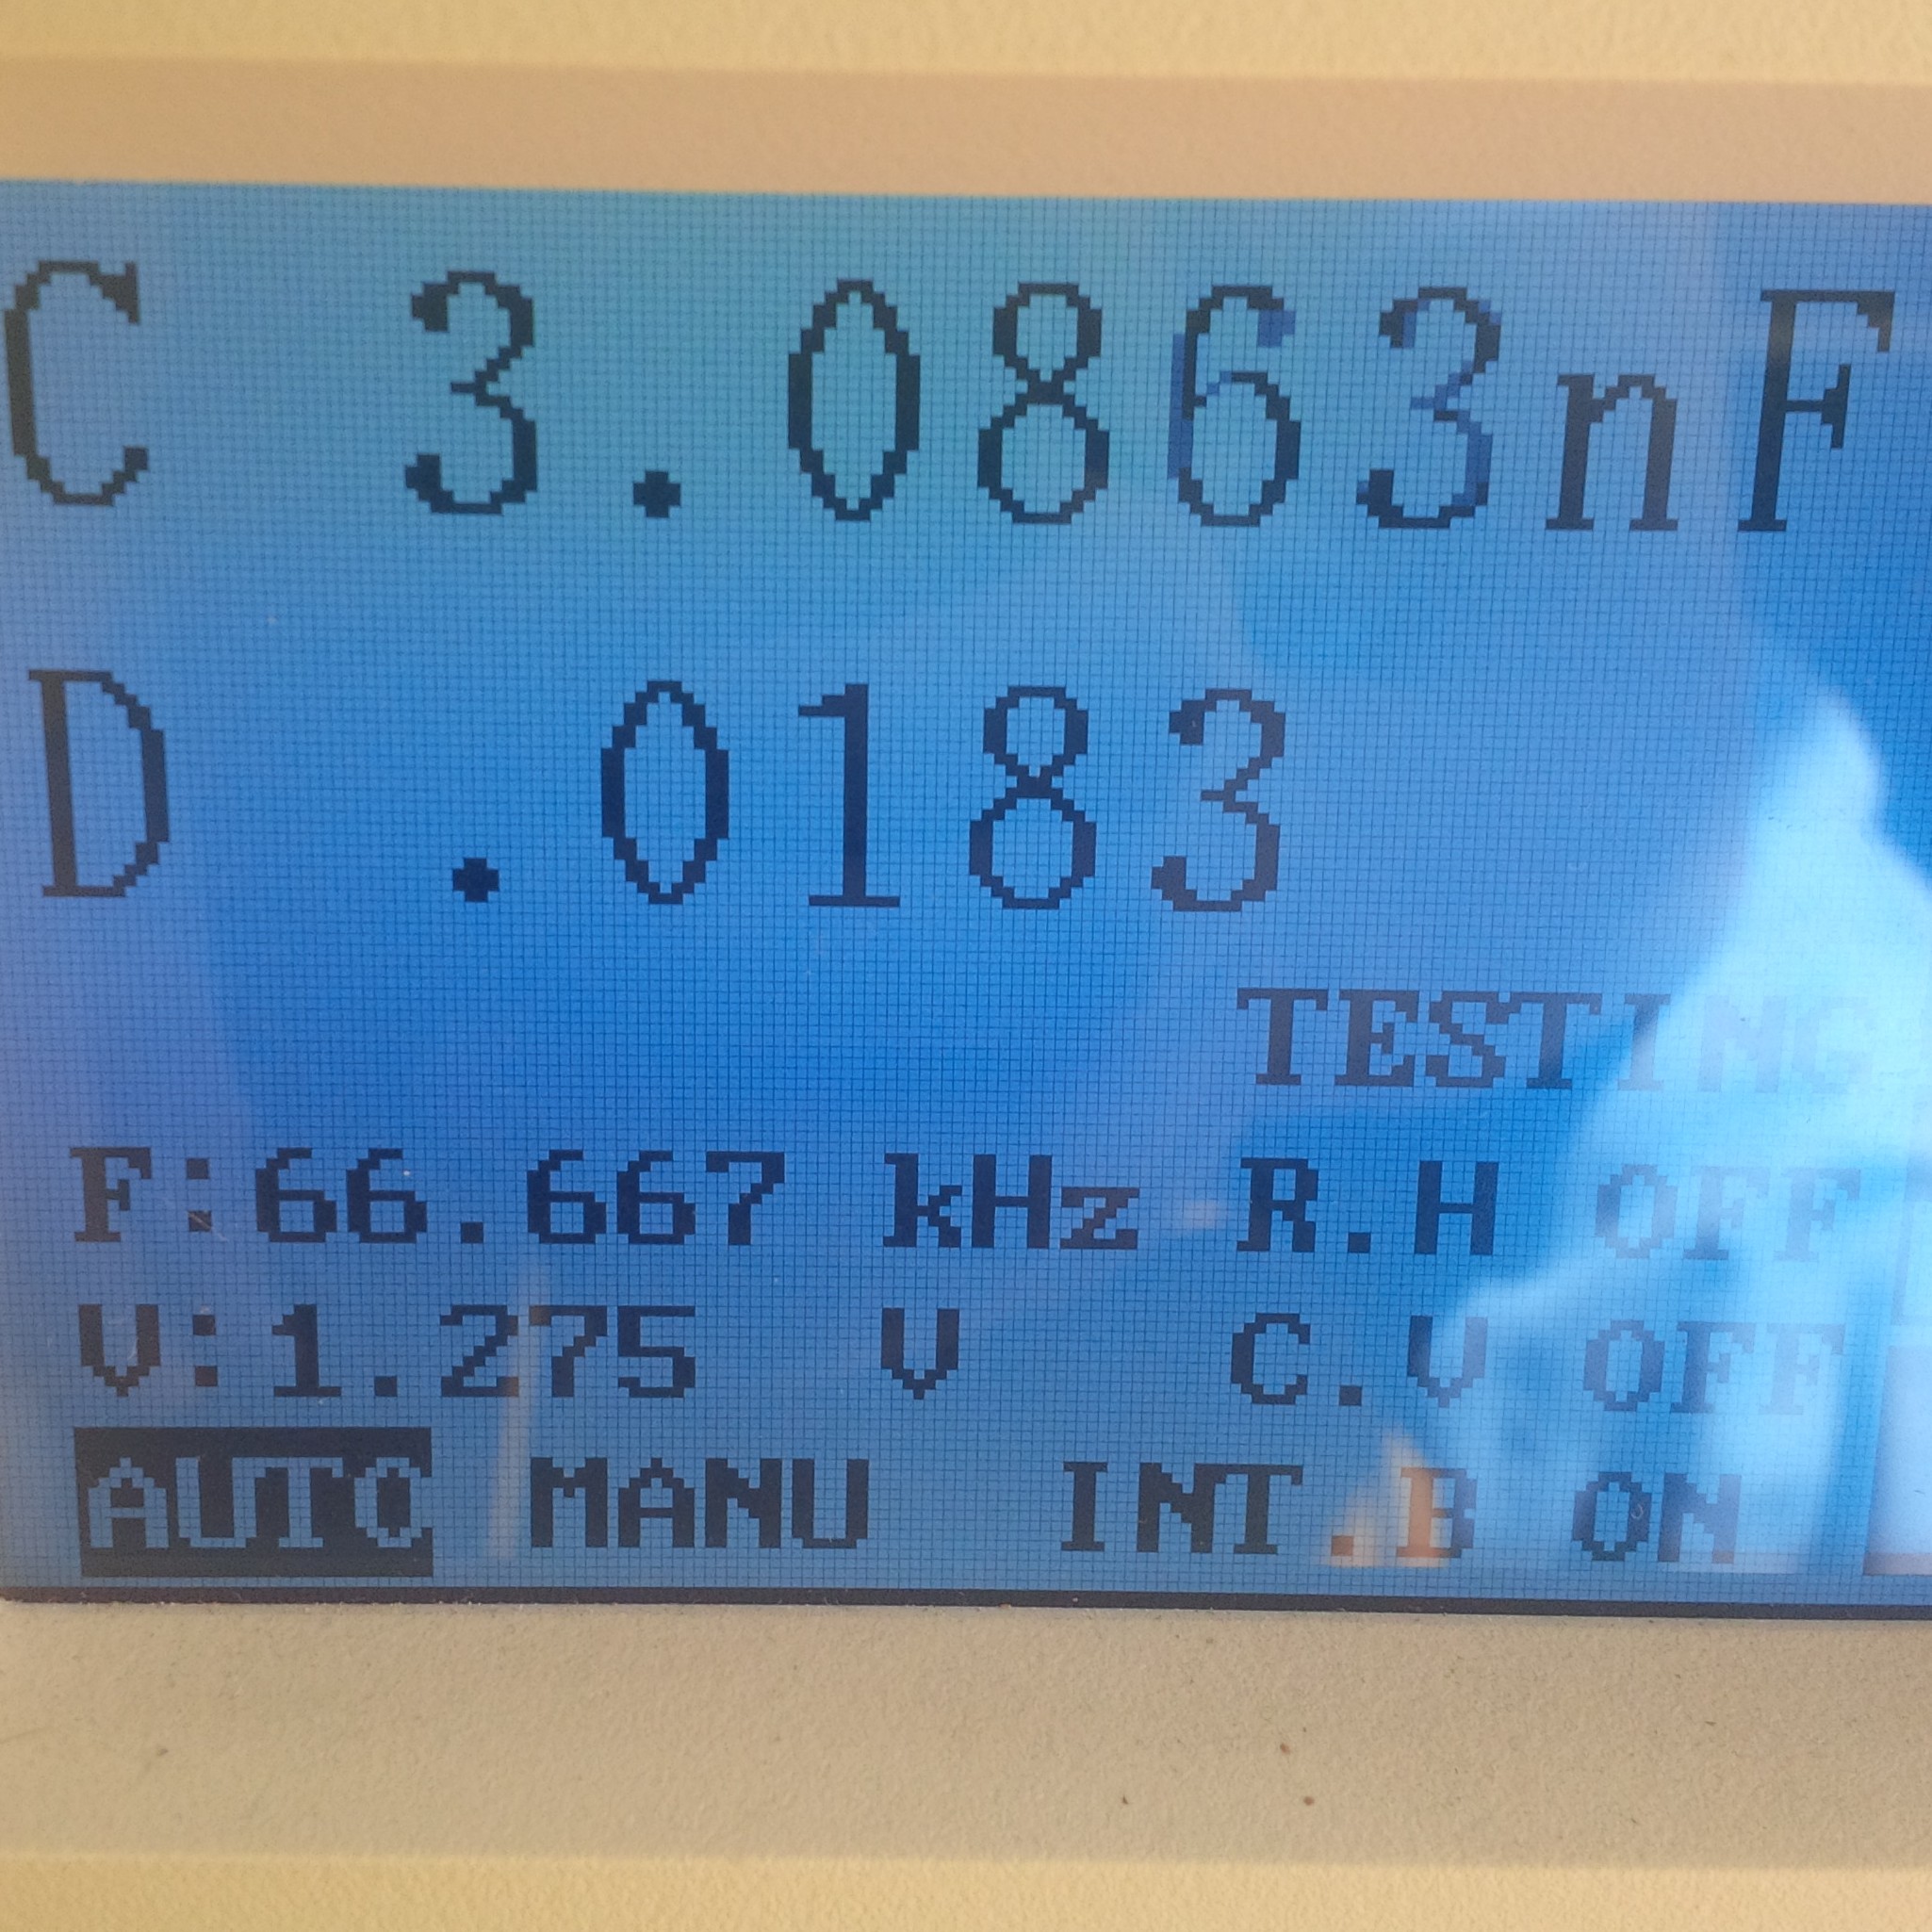 C 3.0863nF
D .0183
TESTING
F:66.667 kHz R.H OFF
V:1.275 V C.V OFF
AUTO MANU INT.B ON